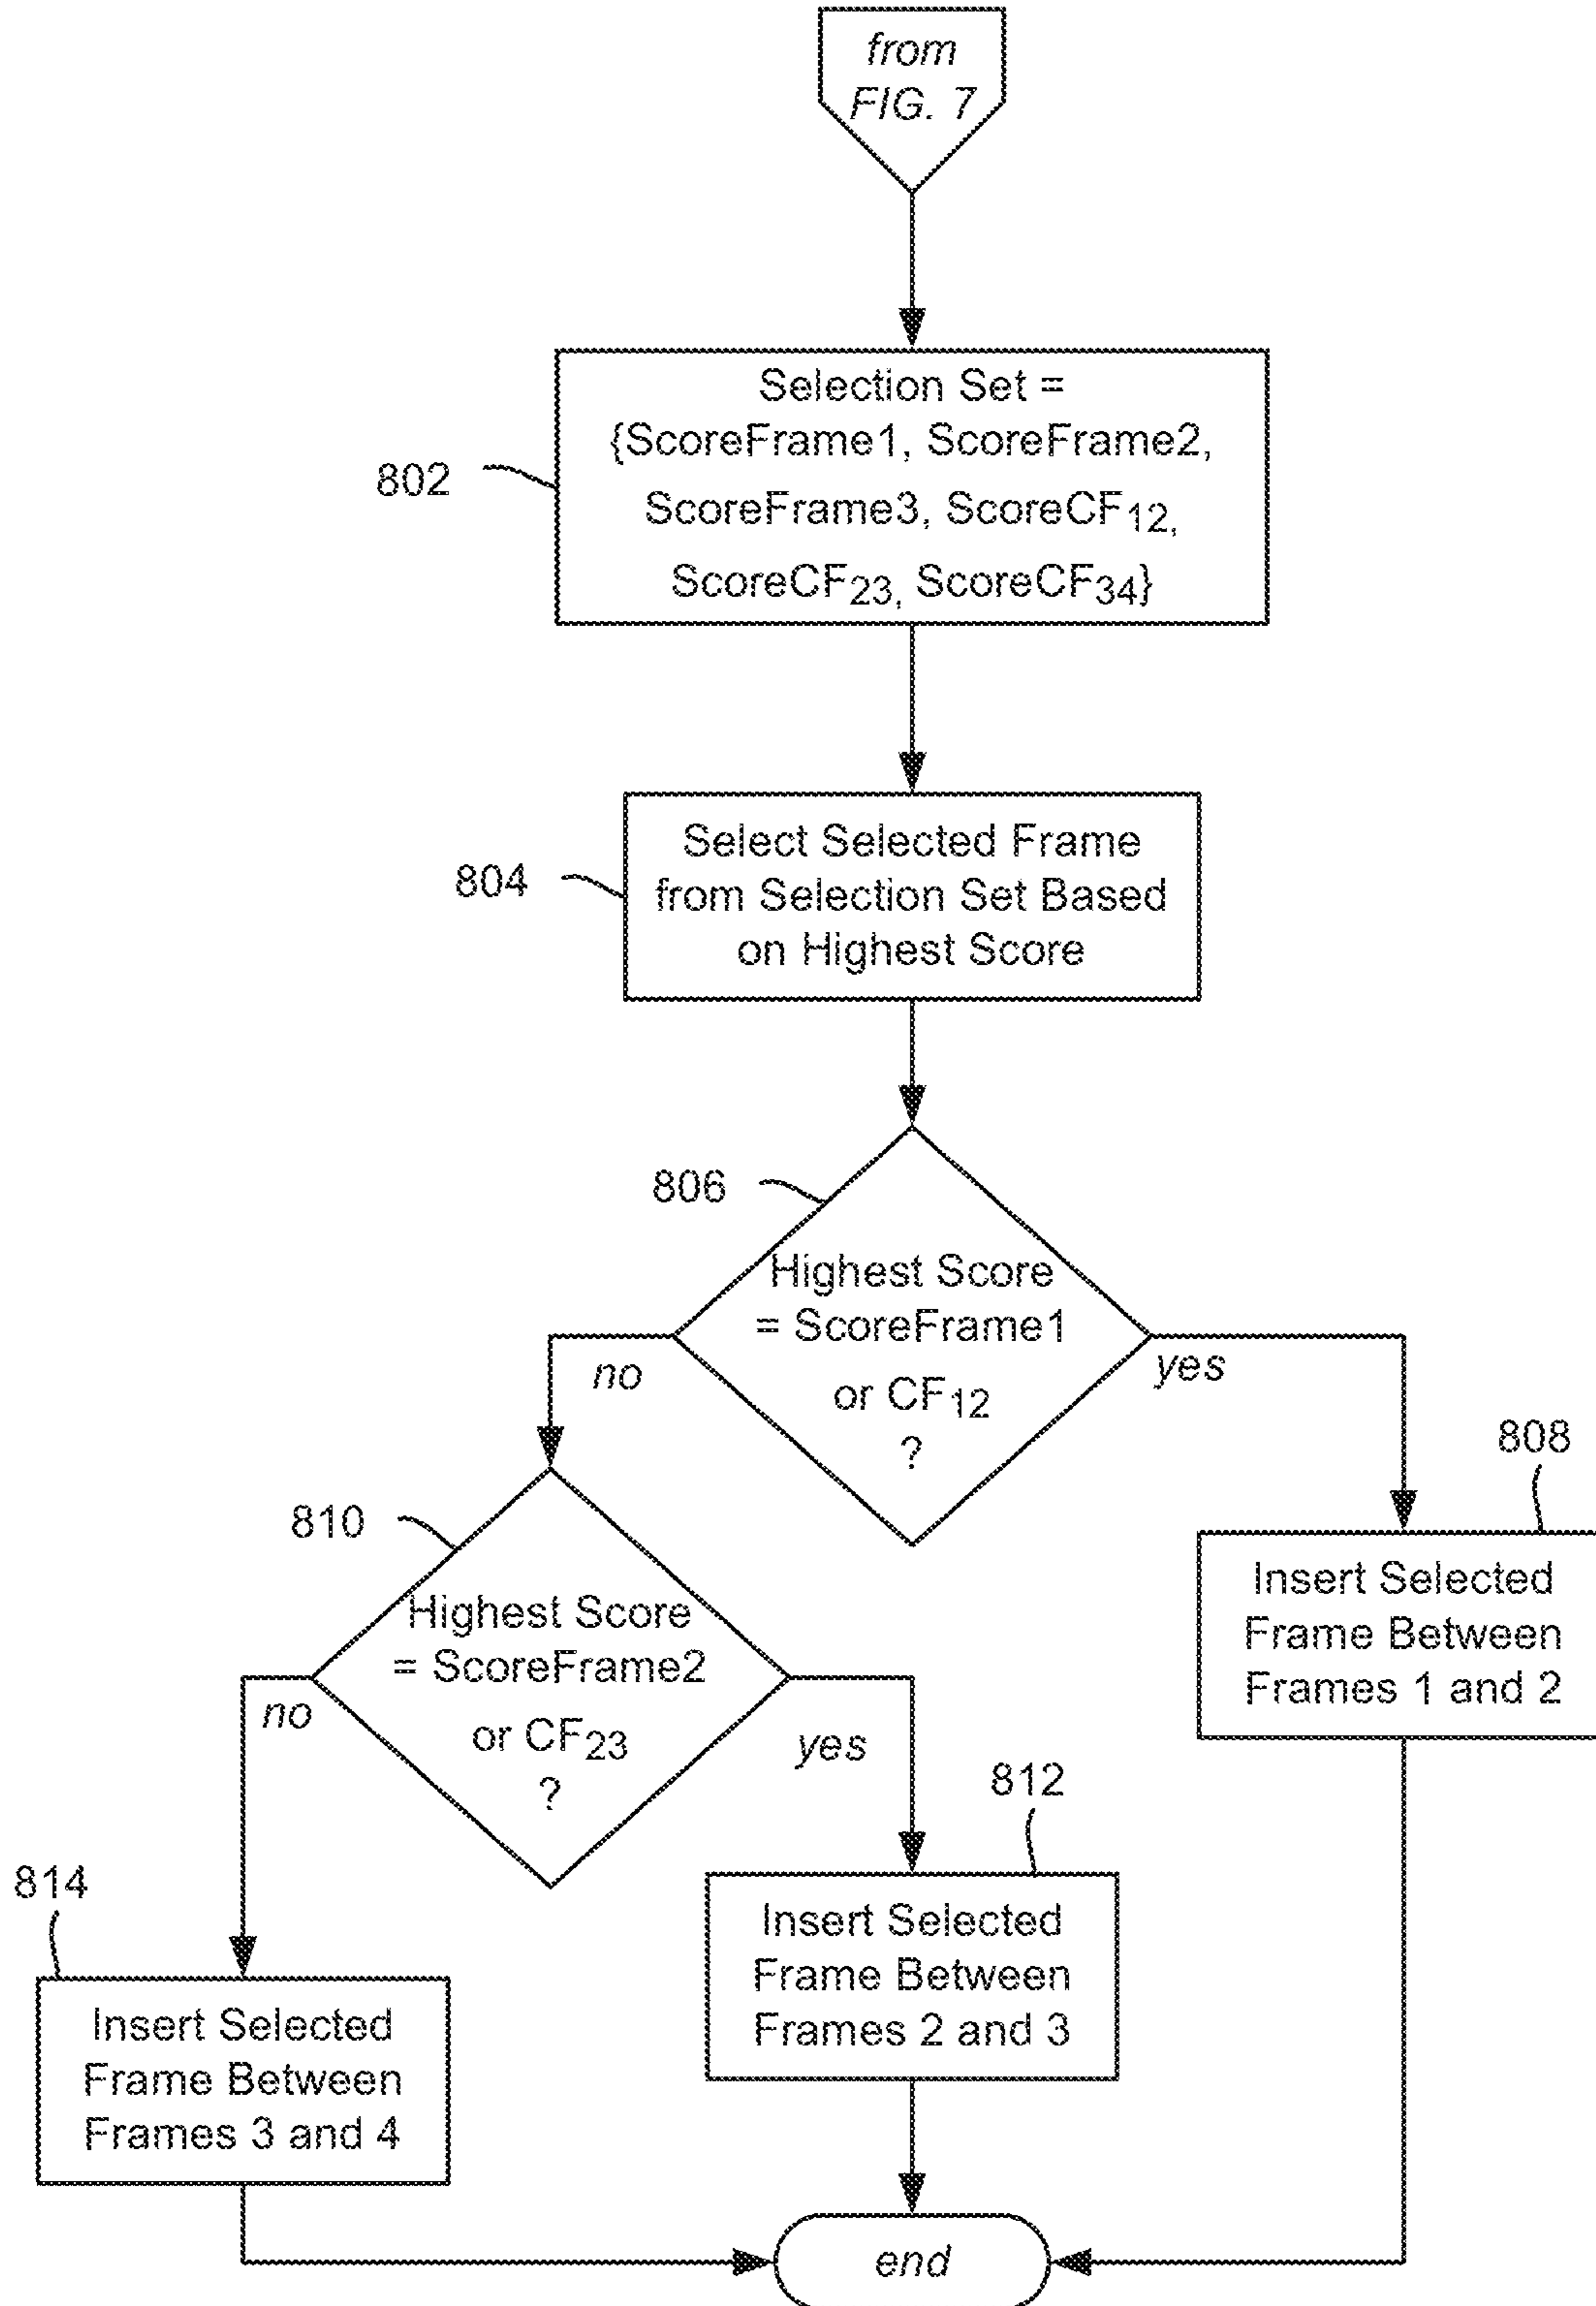 from
FIG. 7
802
Selection Set =
{ScoreFrame1, ScoreFrame2,
ScoreFrame3, ScoreCF12,
ScoreCF23, ScoreCF34}
804
Select Selected Frame
from Selection Set Based
on Highest Score
806
Highest Score
= ScoreFrame1
or CF12
?
no
yes
808
Insert Selected
Frame Between
Frames 1 and 2
810
Highest Score
= ScoreFrame2
or CF23
?
no
yes
812
Insert Selected
Frame Between
Frames 2 and 3
814
Insert Selected
Frame Between
Frames 3 and 4
end